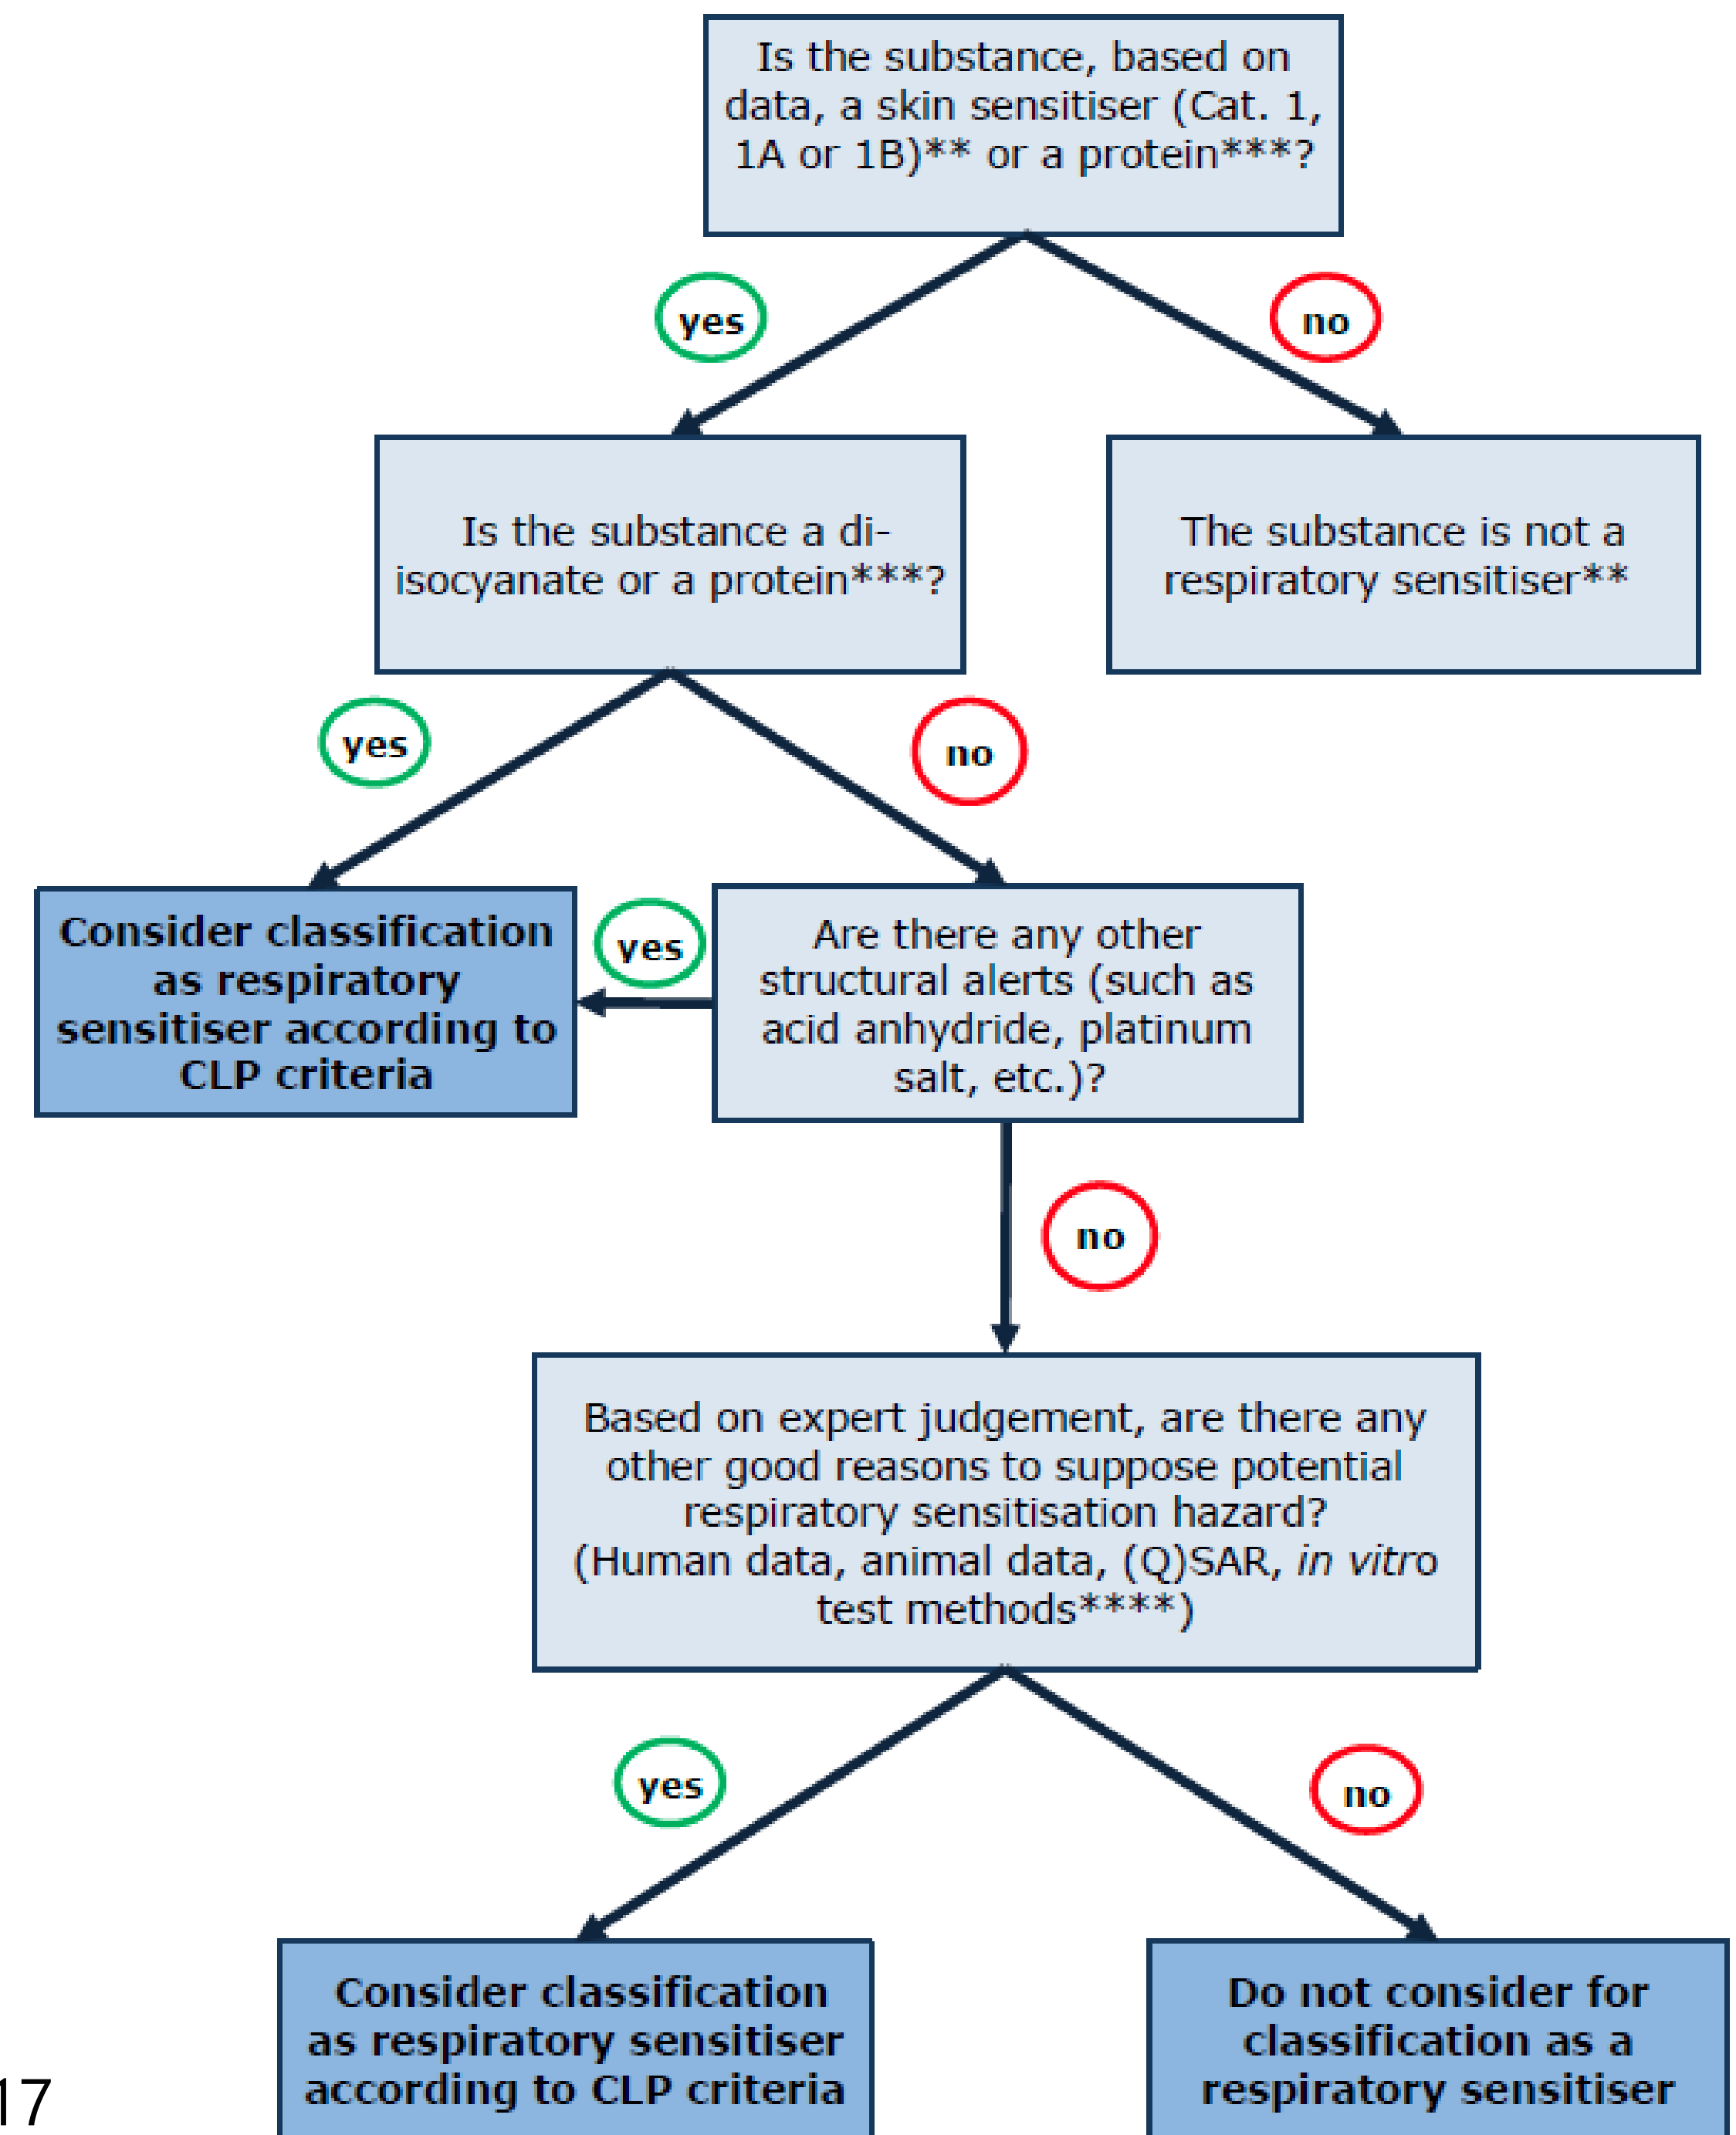 Is the substance, based on
data, a skin sensitiser (Cat. 1,
1A or 1B)** or a protein***?
yes
no
Is the substance a di-
isocyanate or a protein***?
The substance is not a
respiratory sensitiser**
yes
no
Consider classification
as respiratory
sensitiser according to
CLP criteria
yes
Are there any other
structural alerts (such as
acid anhydride, platinum
salt, etc.)?
no
Based on expert judgement, are there any
other good reasons to suppose potential
respiratory sensitisation hazard?
(Human data, animal data, (Q)SAR, in vitro
test methods****)
yes
no
Consider classification
as respiratory sensitiser
according to CLP criteria
Do not consider for
classification as a
respiratory sensitiser
17